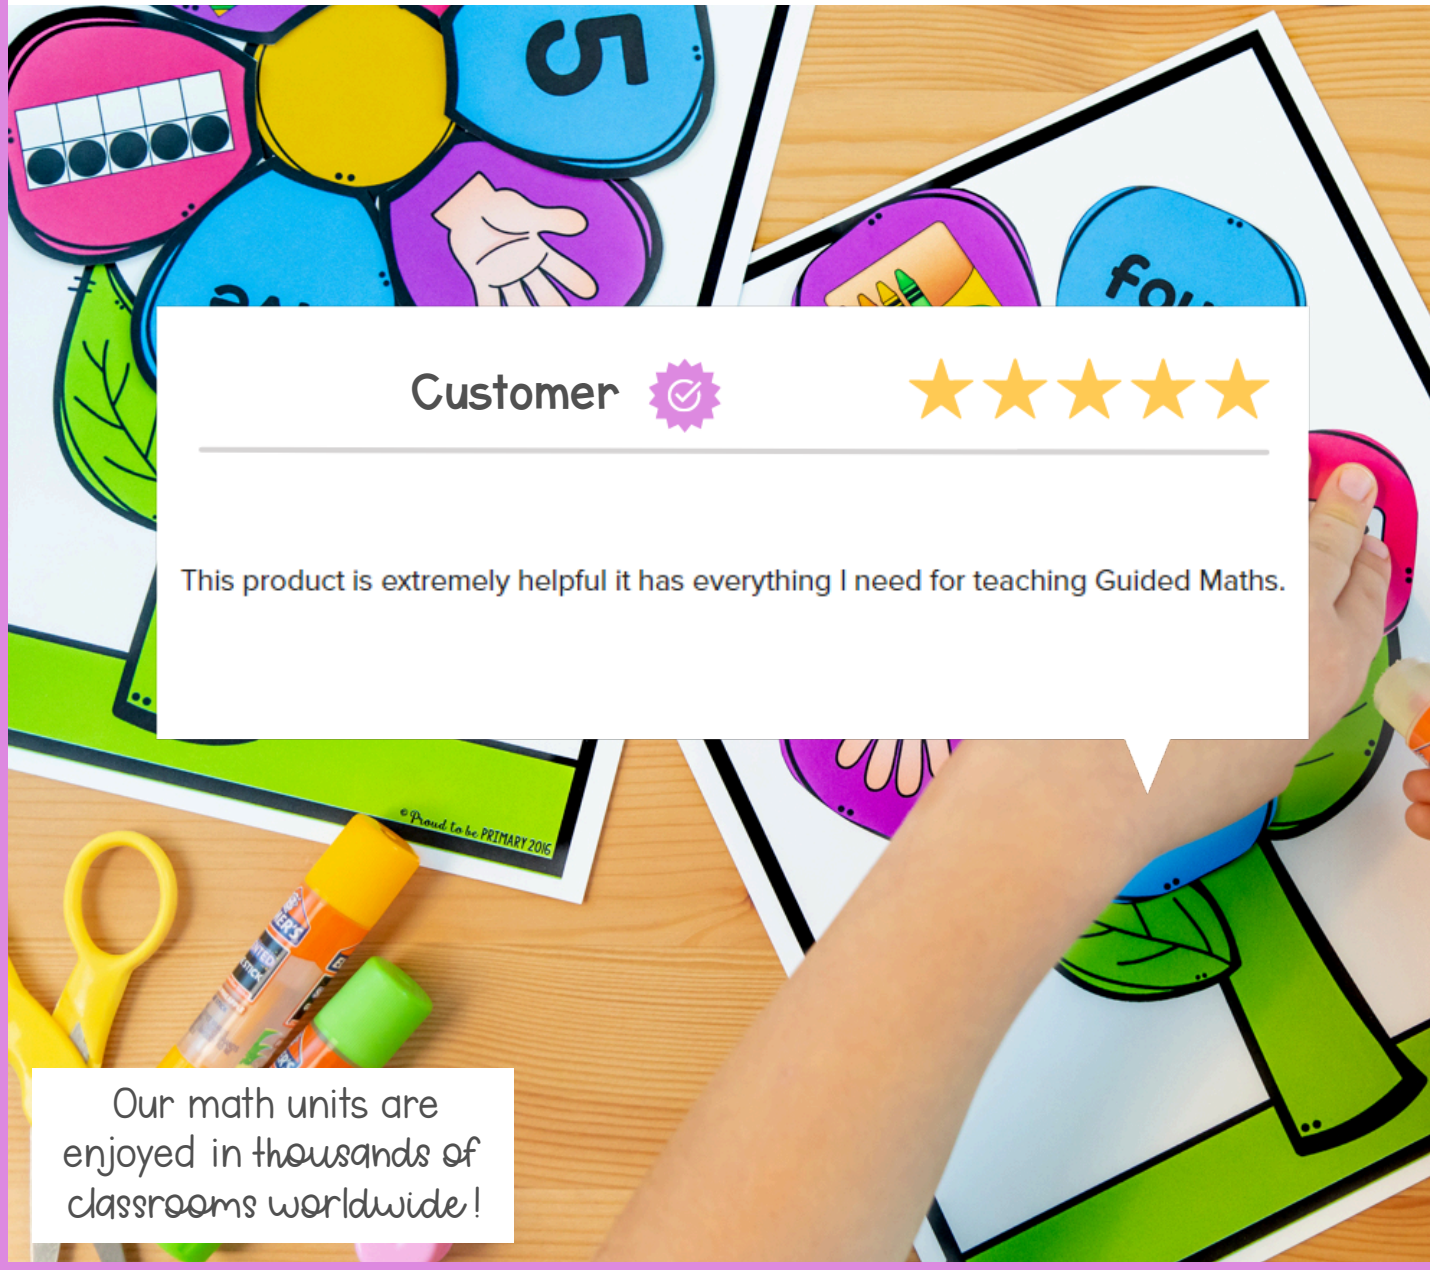 5
four
Customer
This product is extremely helpful it has everything I need for teaching Guided Maths.
© Proud to be PRIMARY 2016
Our math units are
enjoyed in thousands of
classrooms worldwide!